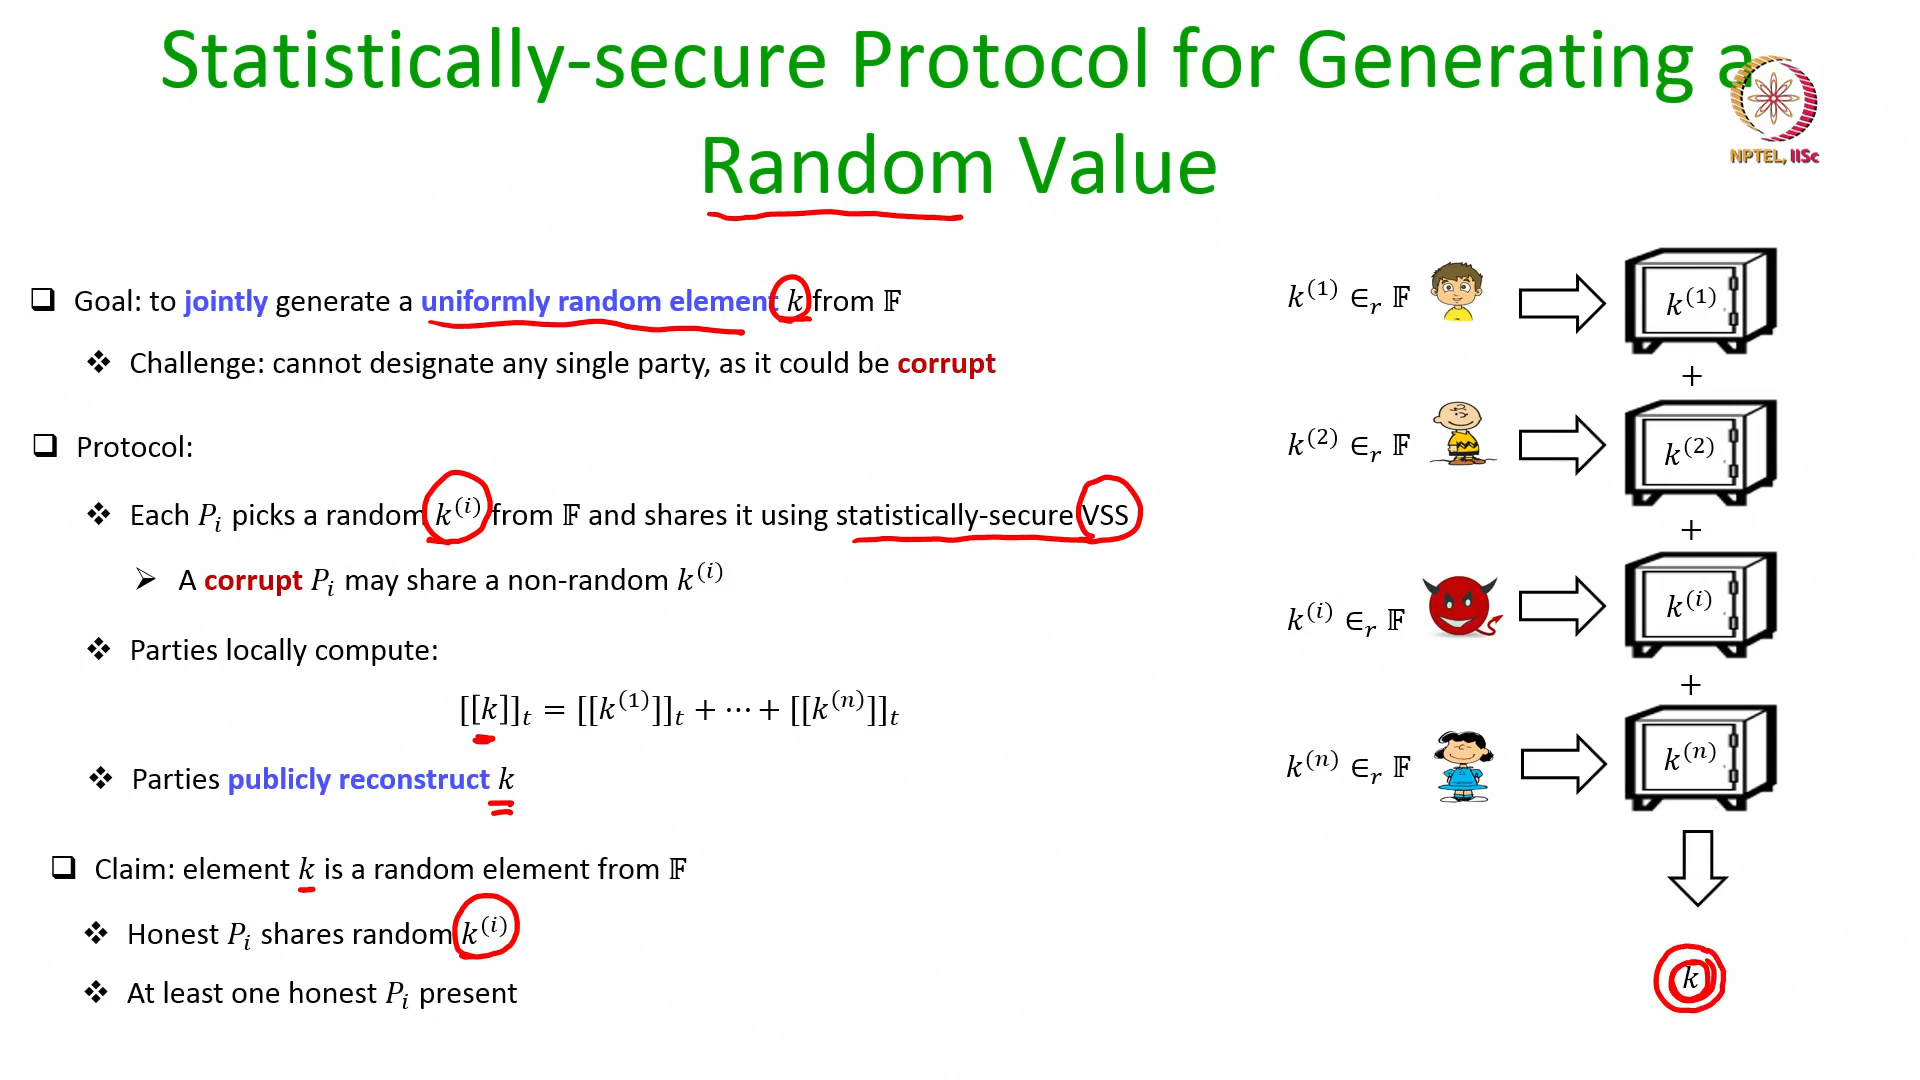 Statistically-secure Protocol for Generating a
Random Value
NPTEL, IISc
❑ Goal: to jointly generate a uniformly random element k from 𝔽
❖ Challenge: cannot designate any single party, as it could be corrupt
❑ Protocol:
❖ Each P_i picks a random k^(i) from 𝔽 and shares it using statistically-secure VSS
➢ A corrupt P_i may share a non-random k^(i)
❖ Parties locally compute:
[[k]]_t = [[k^(1)]]_t + ⋯ + [[k^(n)]]_t
❖ Parties publicly reconstruct k
❑ Claim: element k is a random element from 𝔽
❖ Honest P_i shares random k^(i)
❖ At least one honest P_i present
k^(1) ∈_r 𝔽 k^(1)
+
k^(2) ∈_r 𝔽 k^(2)
+
k^(i) ∈_r 𝔽 k^(i)
+
k^(n) ∈_r 𝔽 k^(n)
k